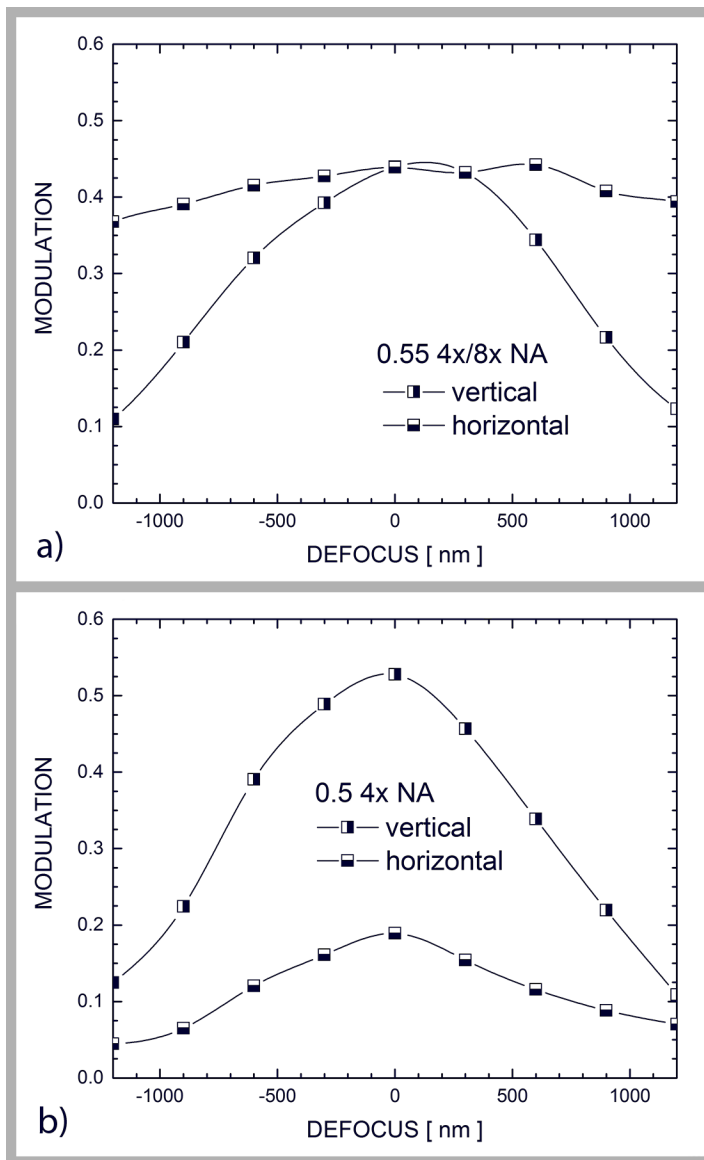 0.6
0.5
0.4
0.3
0.2
0.1
0.0
MODULATION
0.55 4x/8x NA
vertical
horizontal
-1000 -500 0 500 1000
a)
DEFOCUS [ nm ]
0.6
0.5
0.4
0.3
0.2
0.1
0.0
MODULATION
0.5 4x NA
vertical
horizontal
-1000 -500 0 500 1000
b)
DEFOCUS [ nm ]